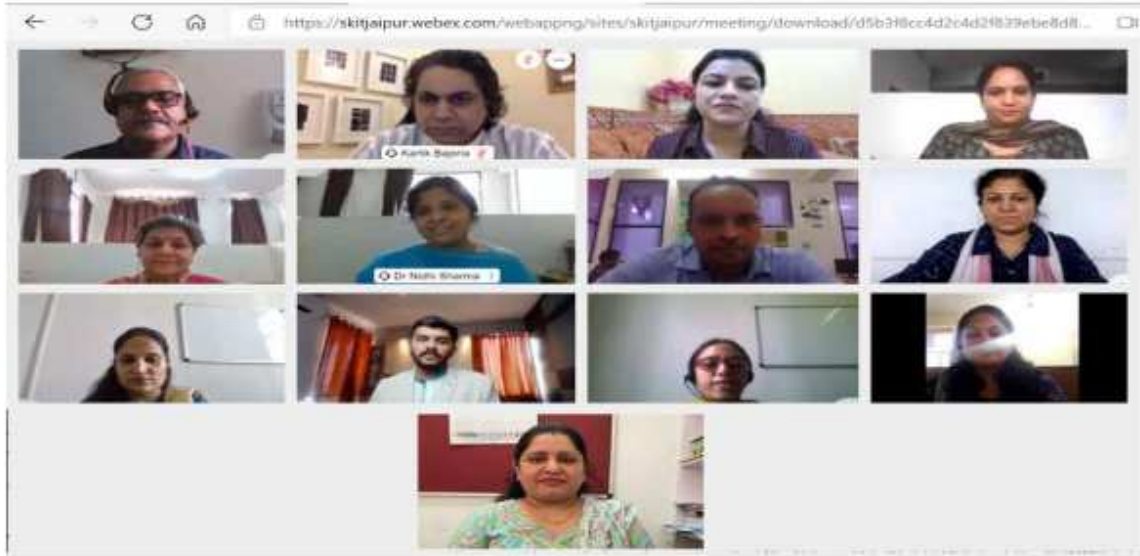 https://skitjaipur.webex.com/webappng/sites/skitjaipur/meeting/download/d5b3f8cc4d2c4d2f839ebe8d8...
Kartik Bapna
Dr Nidhi Sharma